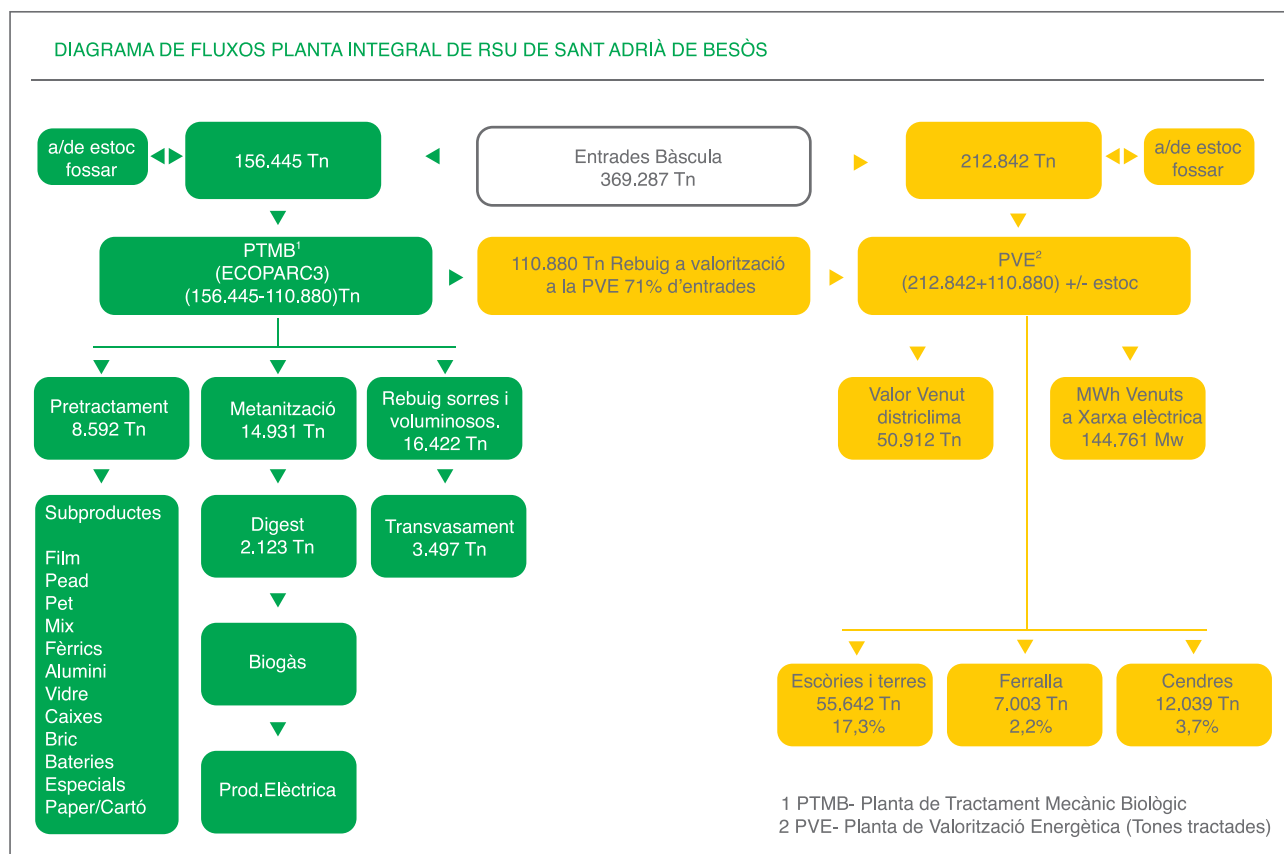 DIAGRAMA DE FLUXOS PLANTA INTEGRAL DE RSU DE SANT ADRIÀ DE BESÒS
a/de estoc
fossar
156.445 Tn
Entrades Bàscula
369.287 Tn
212.842 Tn
a/de estoc
fossar
PTMB¹
(ECOPARC3)
(156.445-110.880)Tn
110.880 Tn Rebuig a valorització
a la PVE 71% d'entrades
PVE²
(212.842+110.880) +/- estoc
Pretractament
8.592 Tn
Metanització
14.931 Tn
Rebuig sorres i
voluminosos.
16.422 Tn
Valor Venut
districlima
50.912 Tn
MWh Venuts
a Xarxa elèctrica
144.761 Mw
Subproductes
Film
Pead
Pet
Mix
Fèrrics
Alumini
Vidre
Caixes
Bric
Bateries
Especials
Paper/Cartó
Digest
2.123 Tn
Transvasament
3.497 Tn
Biogàs
Prod.Elèctrica
Escòries i terres
55.642 Tn
17,3%
Ferralla
7.003 Tn
2,2%
Cendres
12.039 Tn
3,7%
1 PTMB- Planta de Tractament Mecànic Biològic
2 PVE- Planta de Valorització Energètica (Tones tractades)